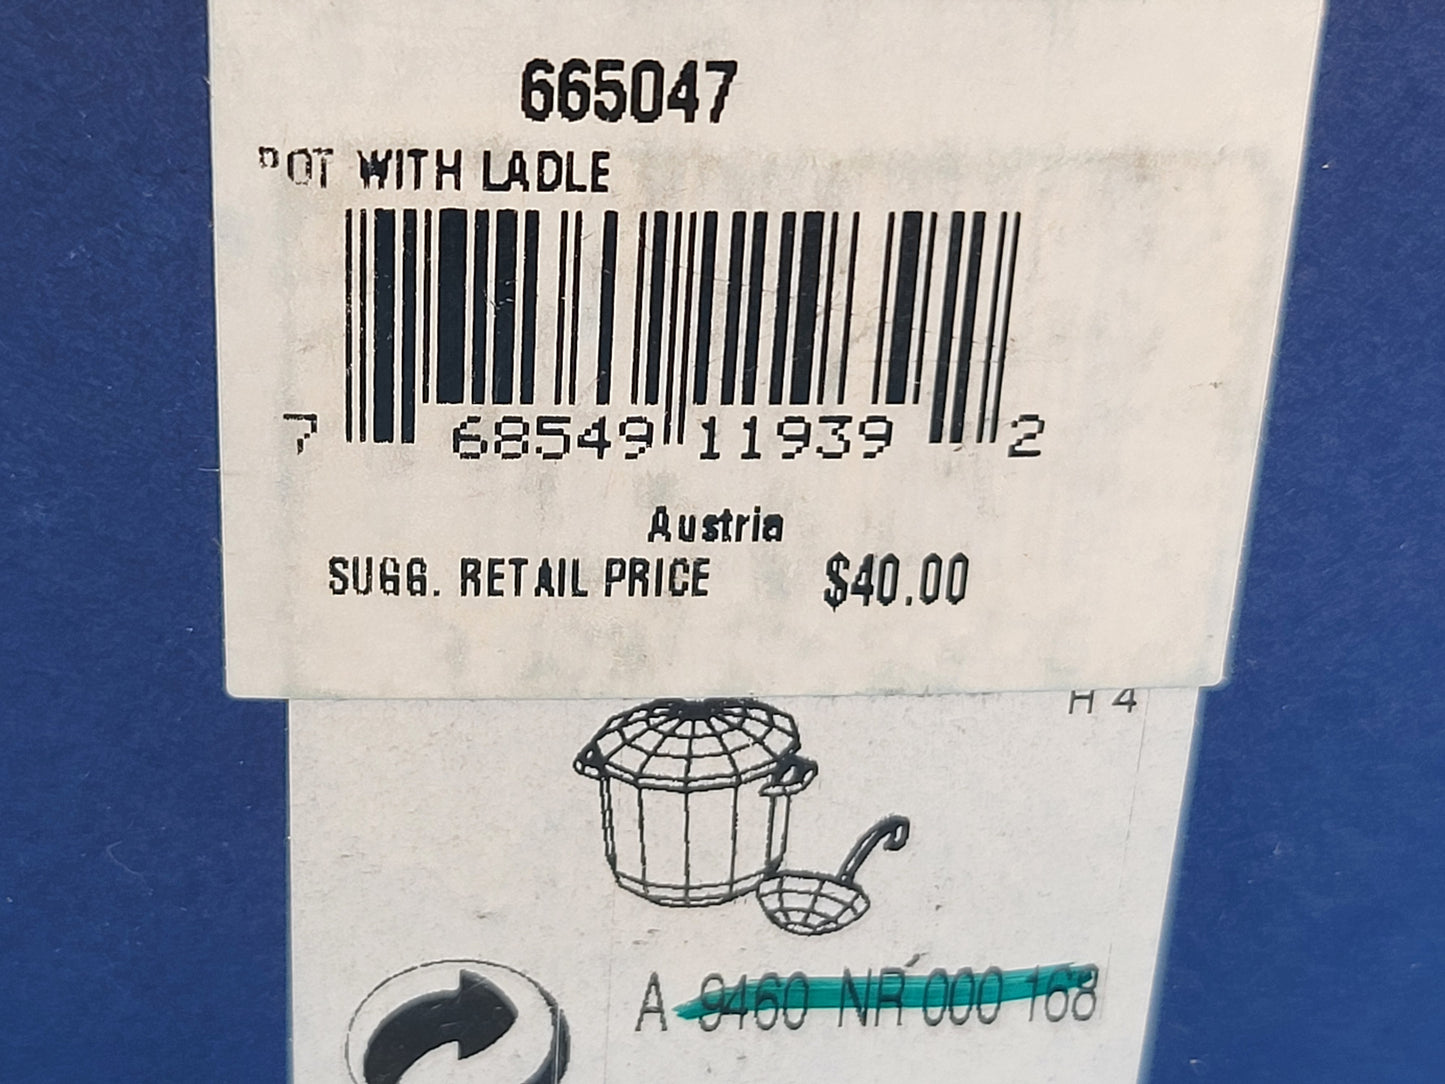 665047
POT WITH LADLE
7 68549 11939 2
Austria
SUGG. RETAIL PRICE $40.00
H 4
A 9460 NR 000 168